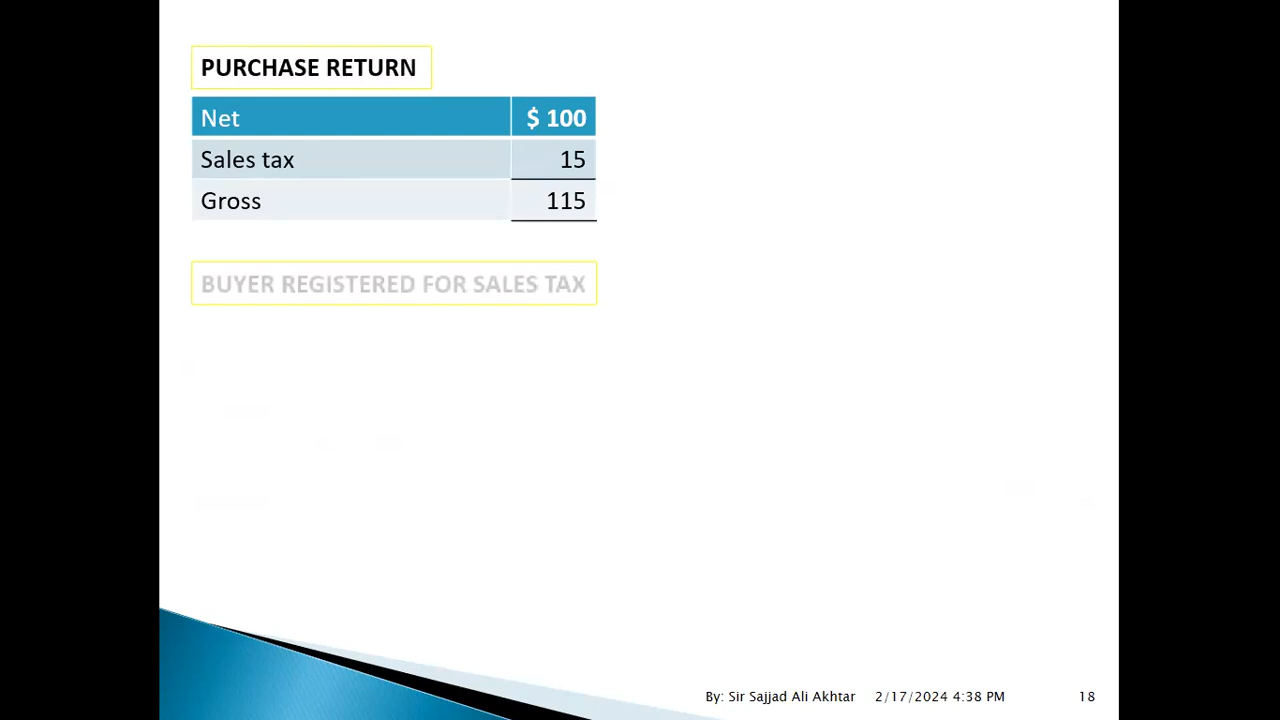 PURCHASE RETURN
Net $ 100
Sales tax 15
Gross 115
BUYER REGISTERED FOR SALES TAX
By: Sir Sajjad Ali Akhtar 2/17/2024 4:38 PM 18